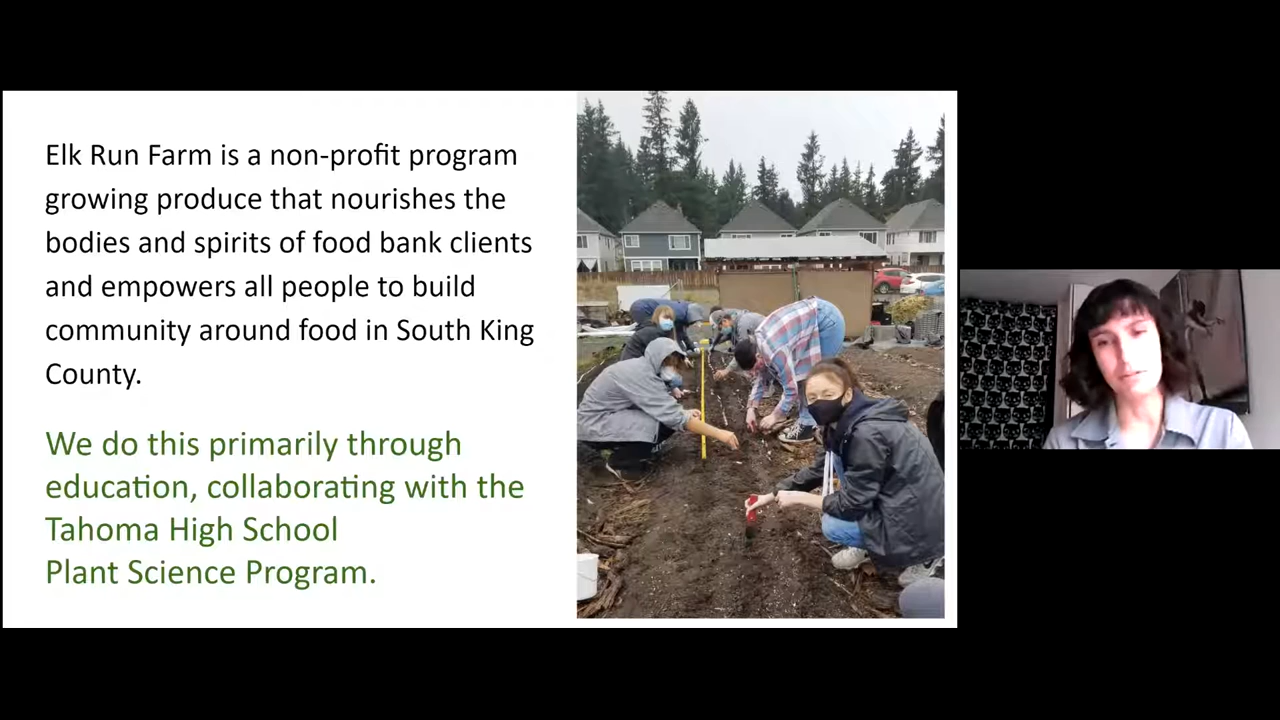 Elk Run Farm is a non-profit program
growing produce that nourishes the
bodies and spirits of food bank clients
and empowers all people to build
community around food in South King
County.
We do this primarily through
education, collaborating with the
Tahoma High School
Plant Science Program.